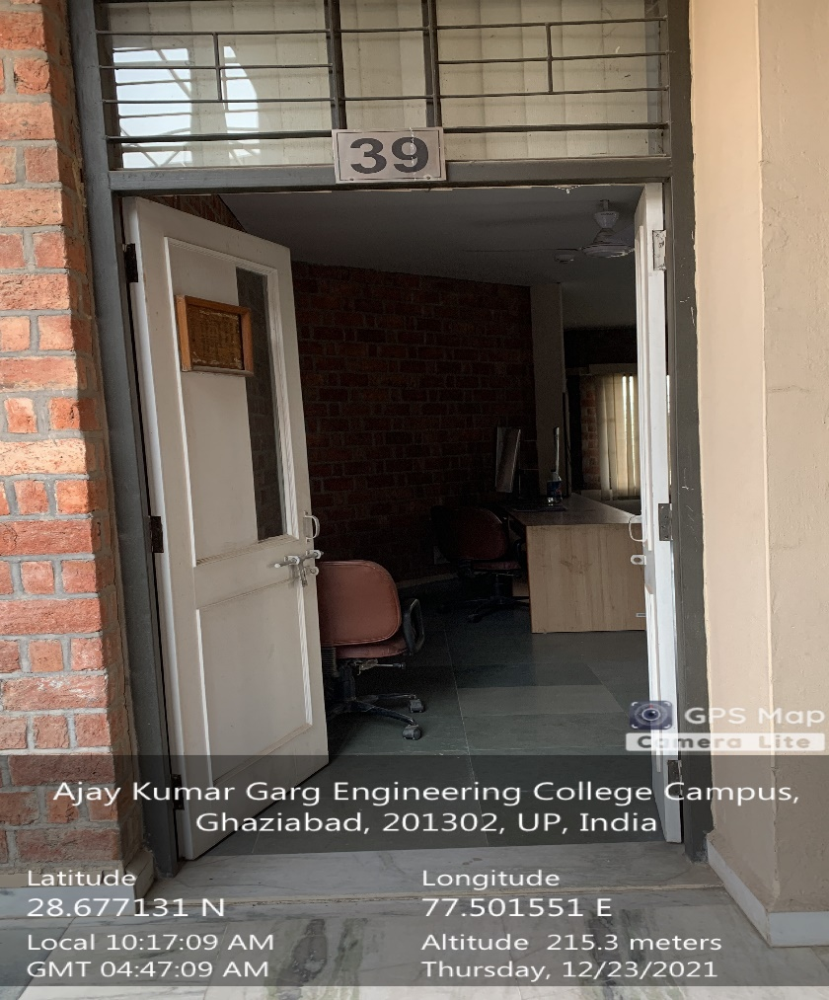 39
GPS Map
Camera Lite
Ajay Kumar Garg Engineering College Campus,
Ghaziabad, 201302, UP, India
Latitude
28.677131 N
Longitude
77.501551 E
Local 10:17:09 AM
GMT 04:47:09 AM
Altitude 215.3 meters
Thursday, 12/23/2021